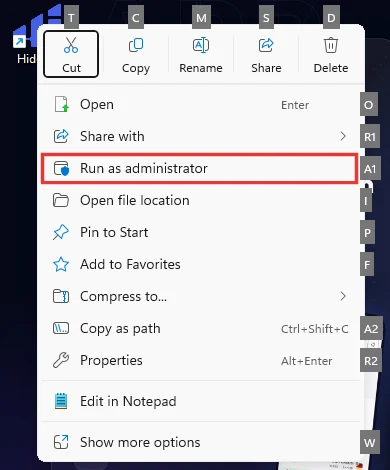 T C M S D
Hid
Cut Copy Rename Share Delete
Open Enter O
Share with R1
Run as administrator A1
Open file location I
Pin to Start P
Add to Favorites F
Compress to...
Copy as path Ctrl+Shift+C A2
Properties Alt+Enter R2
Edit in Notepad
Show more options W